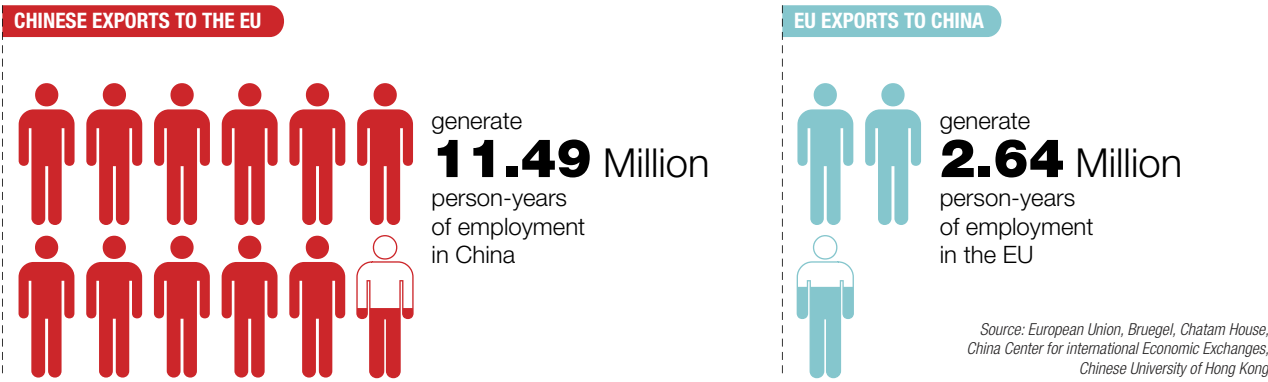 CHINESE EXPORTS TO THE EU
generate
11.49 Million
person-years
of employment
in China
EU EXPORTS TO CHINA
generate
2.64 Million
person-years
of employment
in the EU
Source: European Union, Bruegel, Chatam House,
China Center for international Economic Exchanges,
Chinese University of Hong Kong